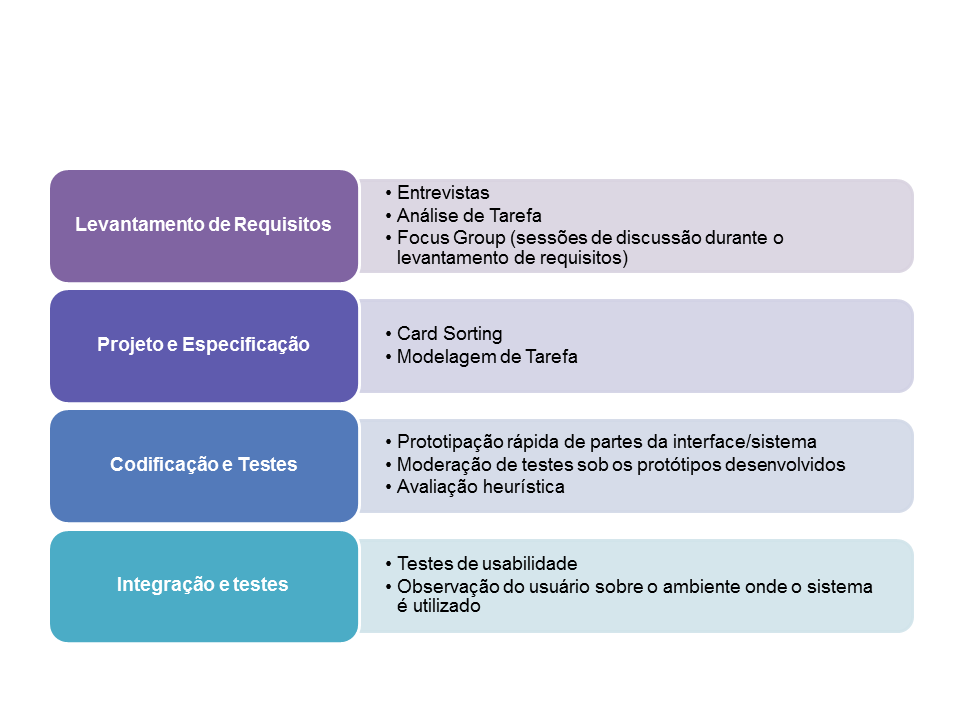 Levantamento de Requisitos
• Entrevistas
• Análise de Tarefa
• Focus Group (sessões de discussão durante o
levantamento de requisitos)
Projeto e Especificação
• Card Sorting
• Modelagem de Tarefa
Codificação e Testes
• Prototipação rápida de partes da interface/sistema
• Moderação de testes sob os protótipos desenvolvidos
• Avaliação heurística
Integração e testes
• Testes de usabilidade
• Observação do usuário sobre o ambiente onde o sistema
é utilizado